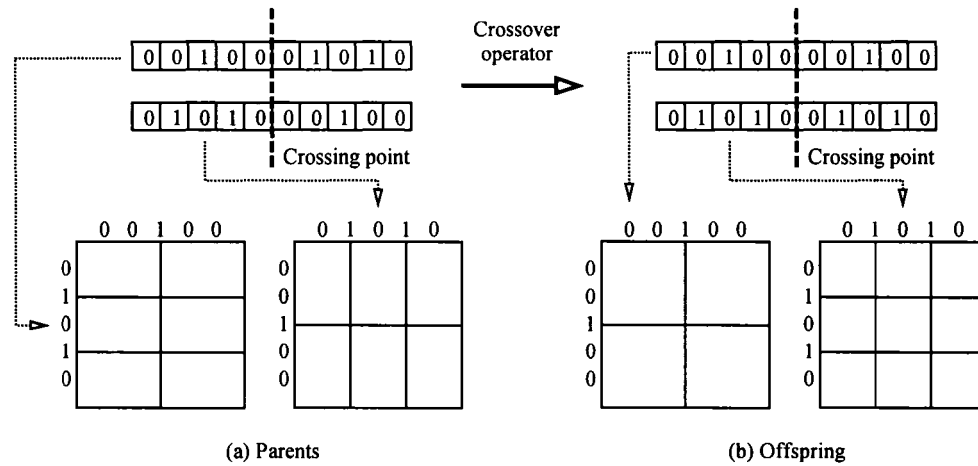 0 0 1 0 0 0 1 0 1 0
Crossover operator
0 0 1 0 0 0 0 1 0 0
0 1 0 1 0 0 0 1 0 0
0 1 0 1 0 0 1 0 1 0
Crossing point
Crossing point
0 0 1 0 0
0 1 0 1 0
0 0 1 0 0
0 1 0 1 0
0 0 0 0
1 0 0 1
0 1 1 0
1 0 0 1
0 0 0 0
(a) Parents
(b) Offspring